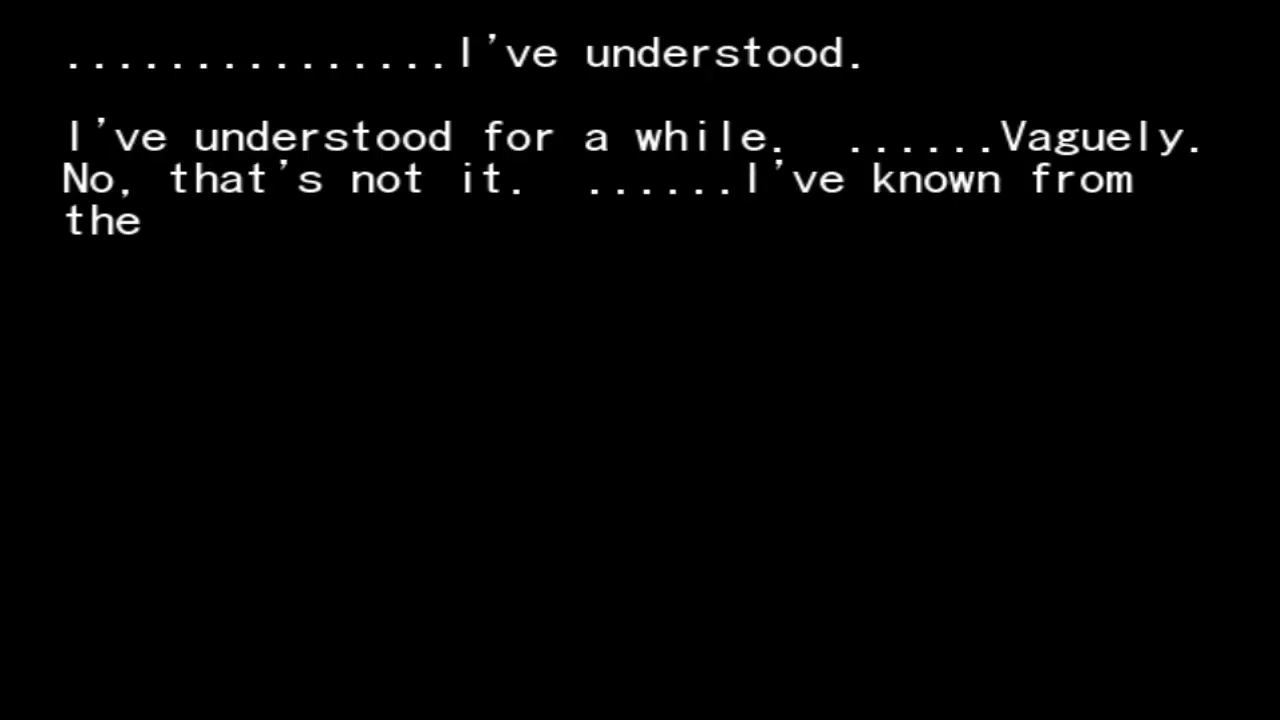 ...............I've understood.
I've understood for a while.  ......Vaguely.
No, that's not it.  ......I've known from
the